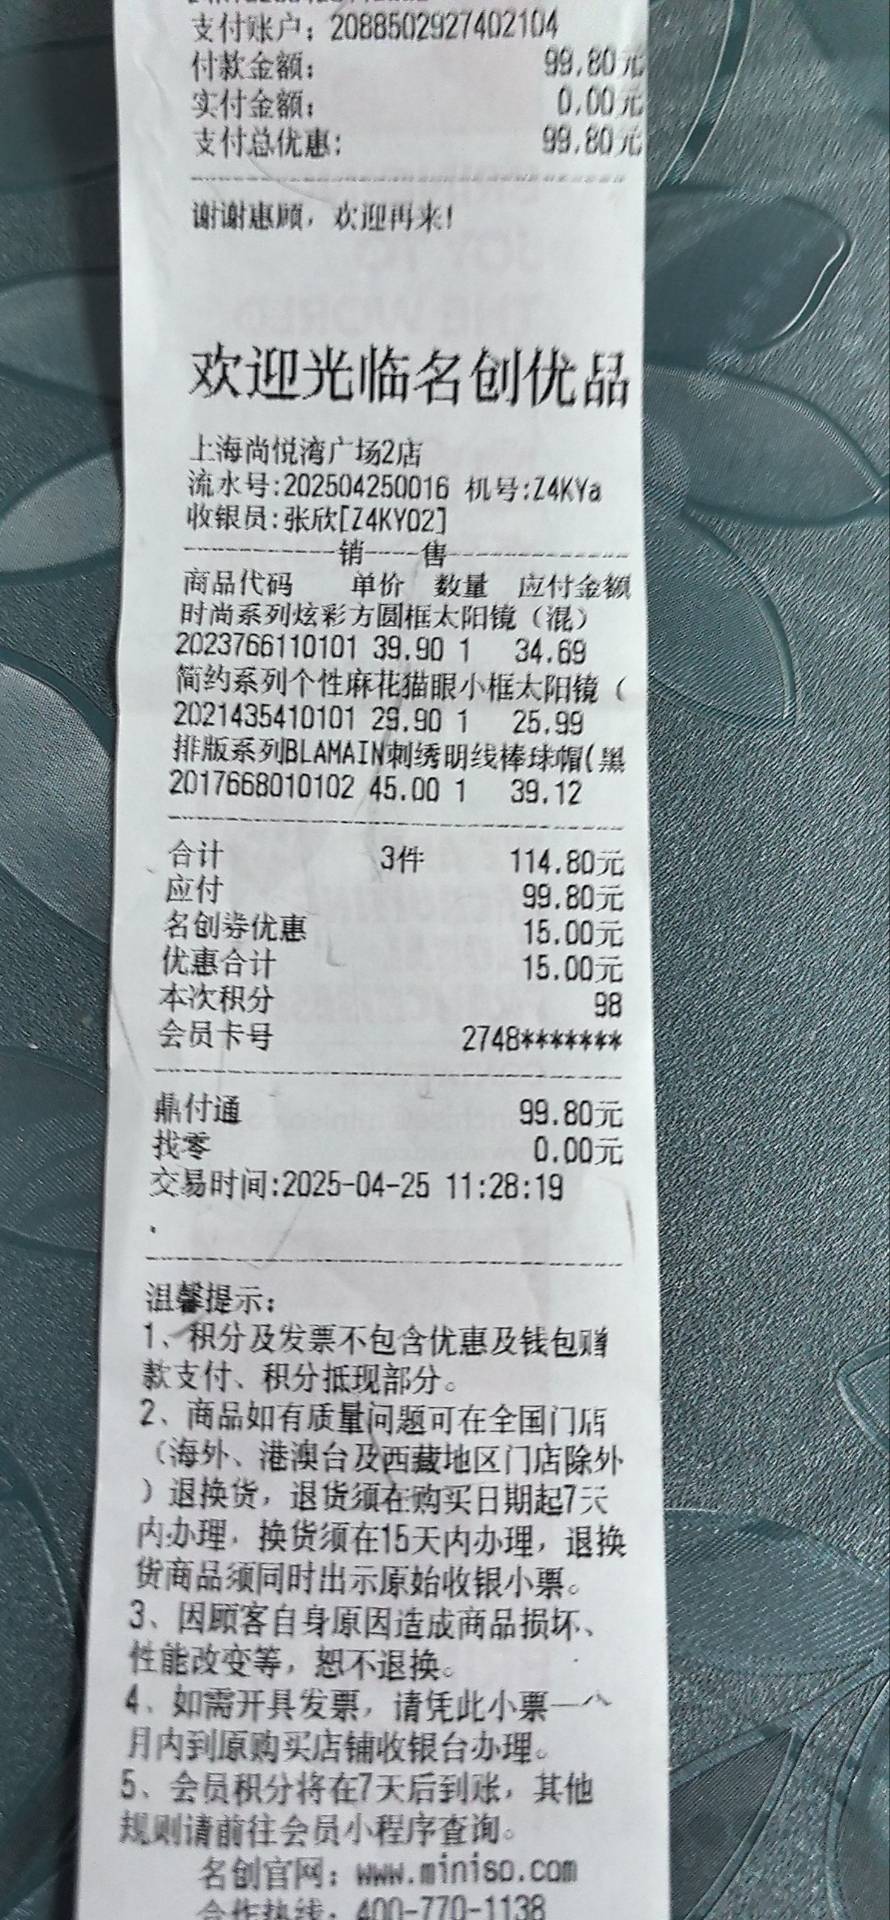 支付账户：2088502927402104
付款金额： 99.80元
实付金额： 0.00元
支付总优惠： 99.80元
谢谢惠顾，欢迎再来！
欢迎光临名创优品
上海尚悦湾广场2店
流水号:202504250016 机号:Z4KYa
收银员:张欣[Z4KY02]
销----售
商品代码 单价 数量 应付金额
时尚系列炫彩方圆框太阳镜（混）
2023766110101 39.90 1 34.69
简约系列个性麻花猫眼小框太阳镜（
2021435410101 29.90 1 25.99
排版系列BLAMAIN刺绣明线棒球帽(黑
2017668010102 45.00 1 39.12
合计 3件 114.80元
应付 99.80元
名创券优惠 15.00元
优惠合计 15.00元
本次积分 98
会员卡号 2748*******
鼎付通 99.80元
找零 0.00元
交易时间:2025-04-25 11:28:19
.
温馨提示：
1、积分及发票不包含优惠及钱包赠
款支付、积分抵现部分。
2、商品如有质量问题可在全国门店
（海外、港澳台及西藏地区门店除外
）退换货，退货须在购买日期起7天
内办理，换货须在15天内办理，退换
货商品须同时出示原始收银小票。
3、因顾客自身原因造成商品损坏、
性能改变等，恕不退换。
4、如需开具发票，请凭此小票一个
月内到原购买店铺收银台办理。
5、会员积分将在7天后到账，其他
规则请前往会员小程序查询。
名创官网：www.miniso.com
合作热线：400-770-1138